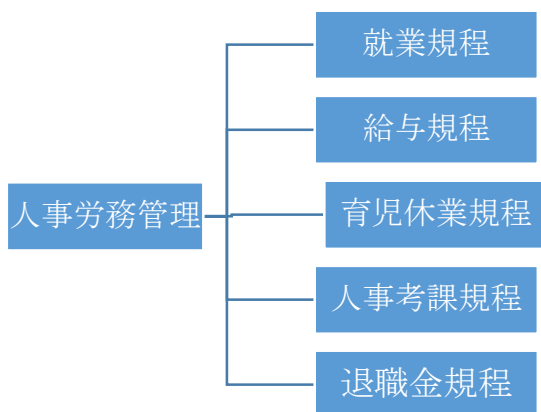 人事労務管理
就業規程
給与規程
育児休業規程
人事考課規程
退職金規程